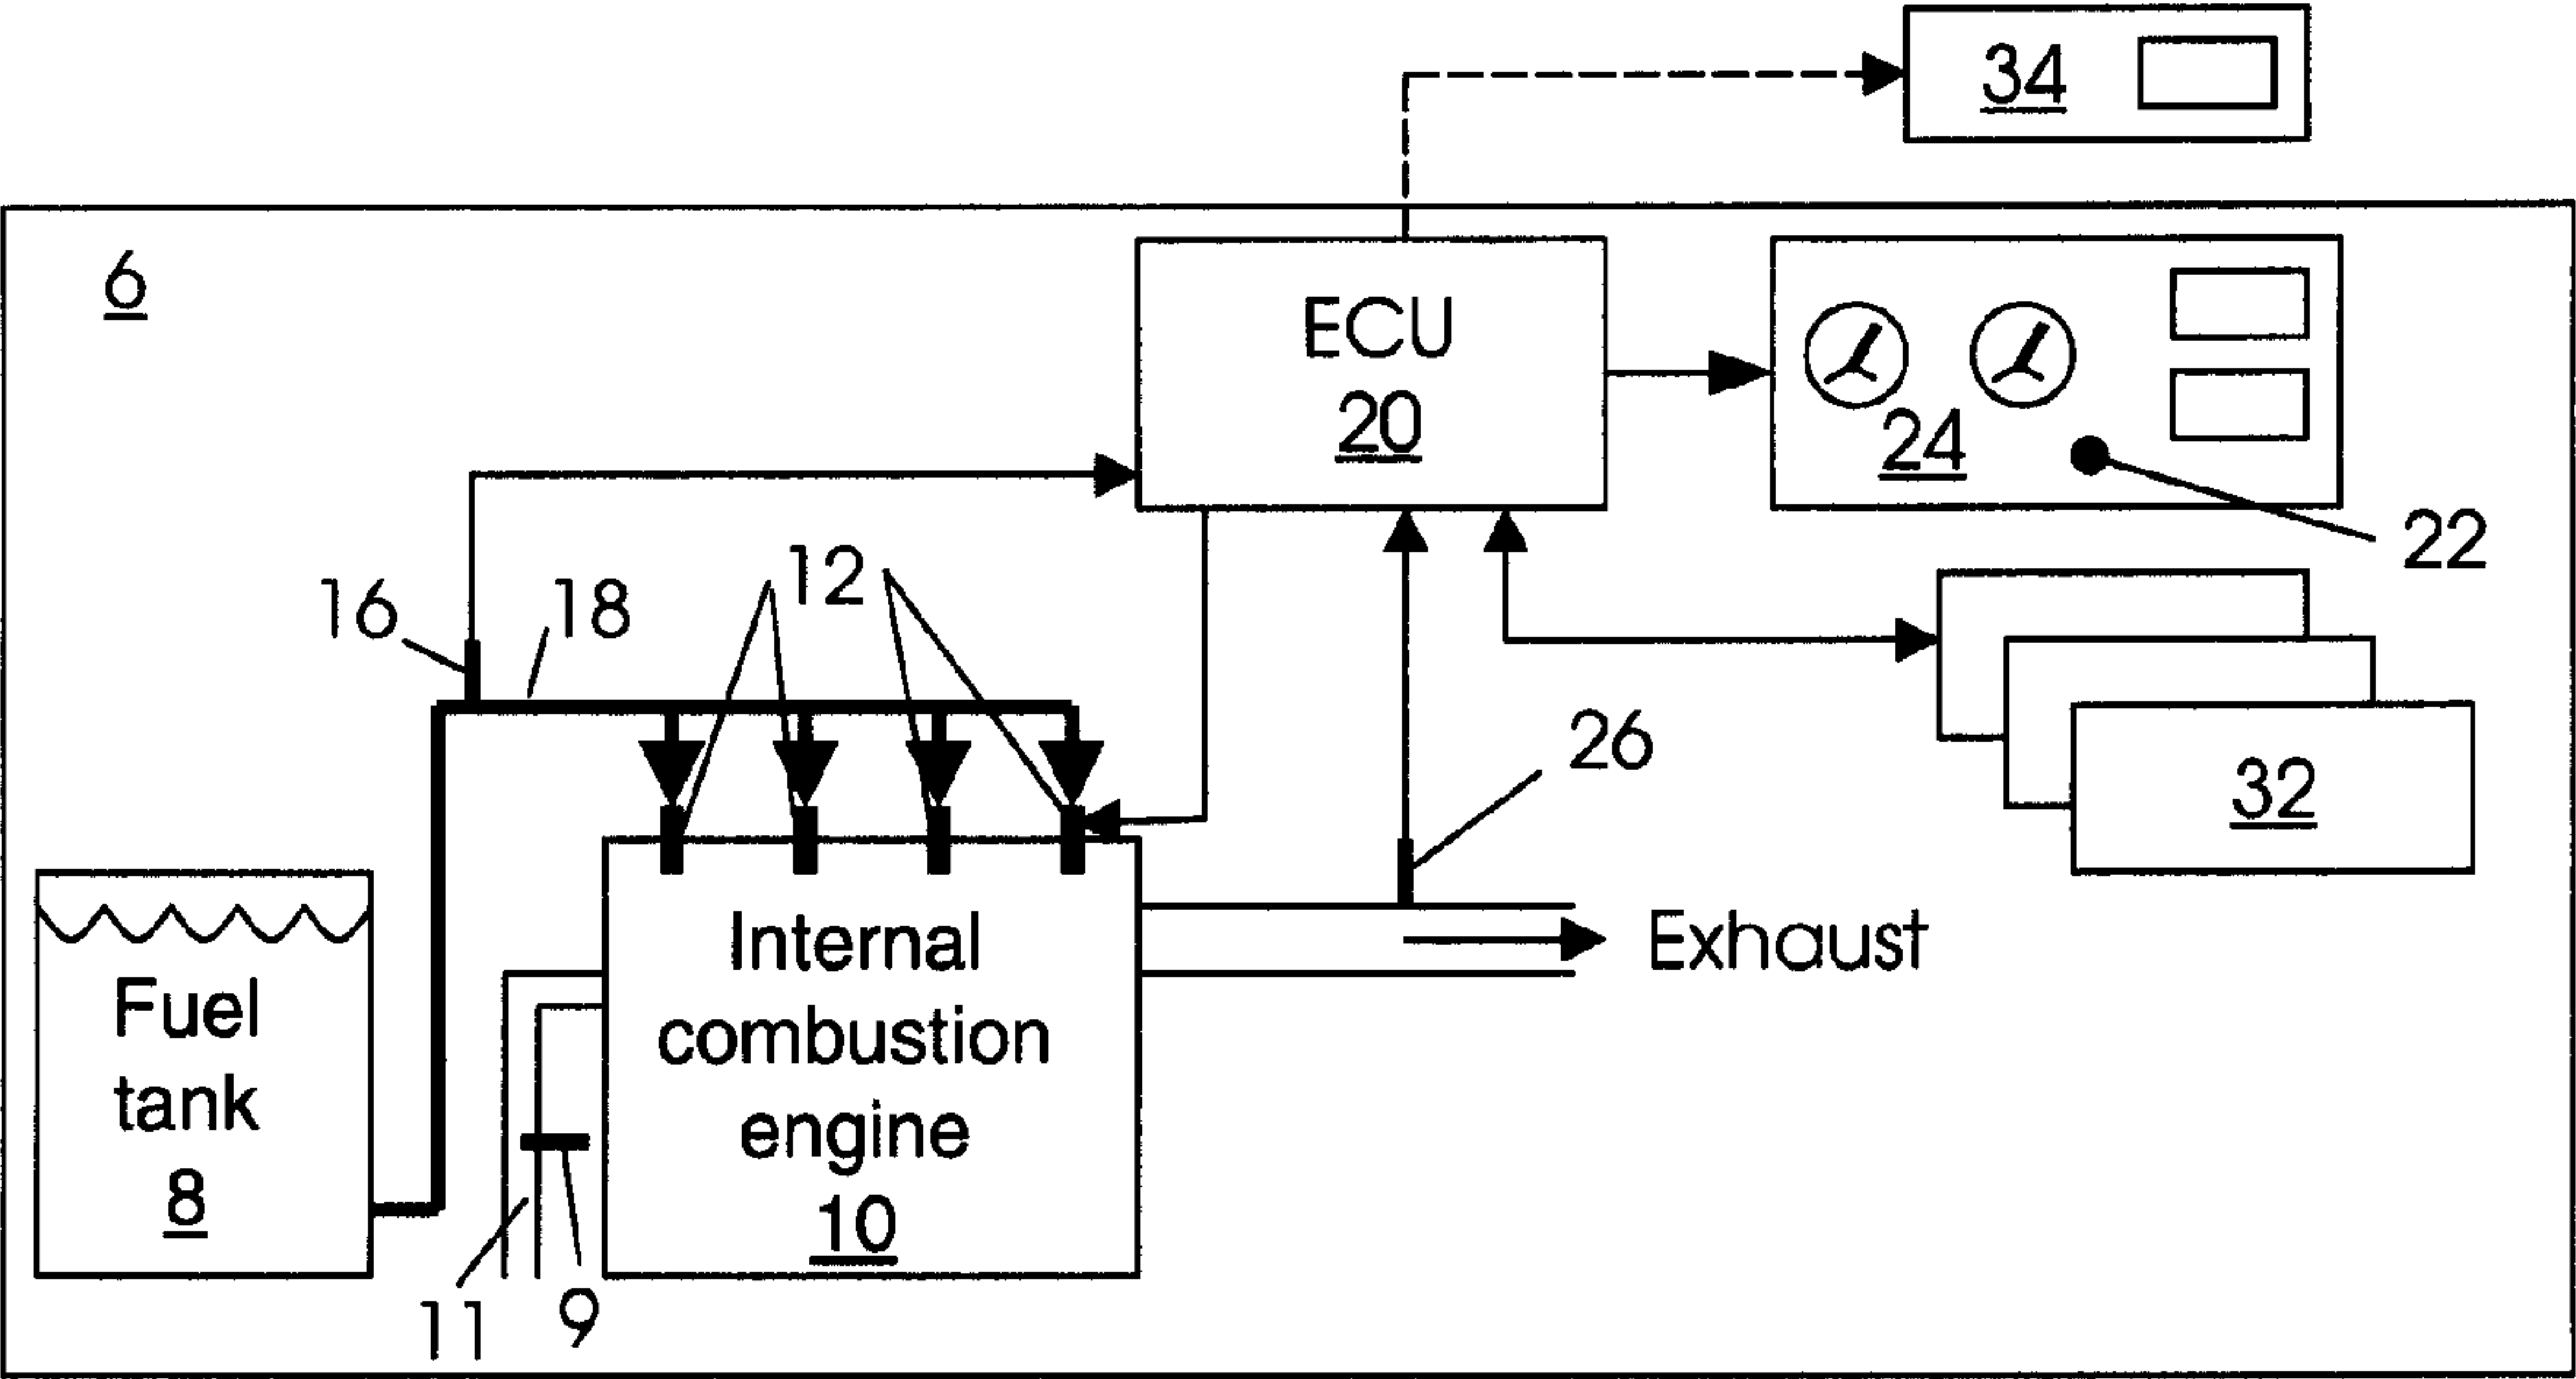 34
6
ECU
20
24
22
16
18
12
26
32
Internal
combustion
engine
10
Exhaust
Fuel
tank
8
11
9